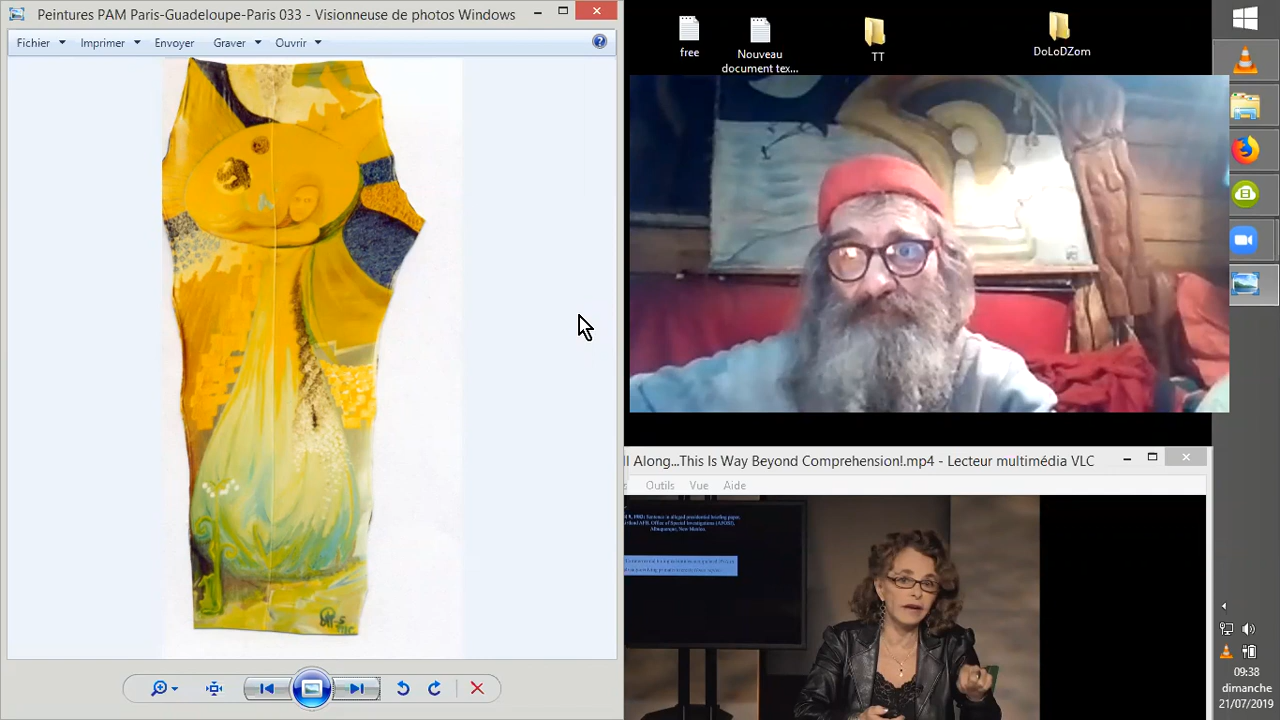 Peintures PAM Paris-Guadeloupe-Paris 033 - Visionneuse de photos Windows
Fichier Imprimer Envoyer Graver Ouvrir
free
Nouveau
document tex...
TT
DoLoDZom
ll Along...This Is Way Beyond Comprehension!.mp4 - Lecteur multimédia VLC
Outils Vue Aide
09:38
dimanche
21/07/2019